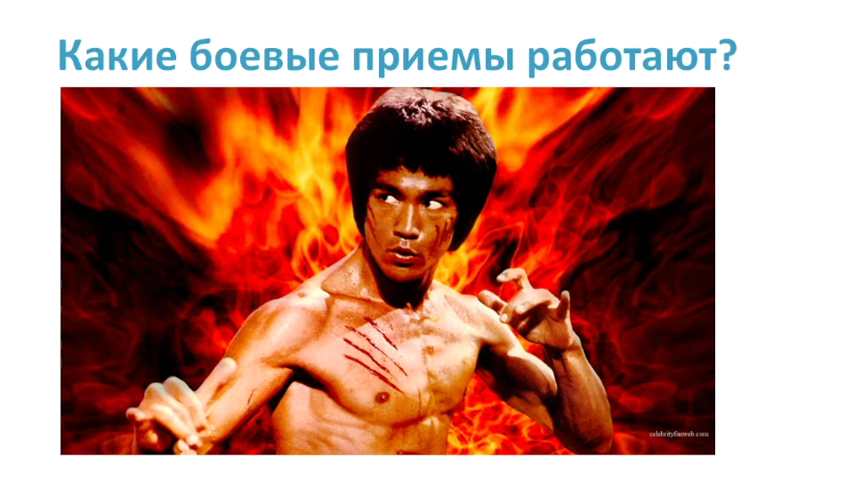 Какие боевые приемы работают?
celebrityfanweb.com